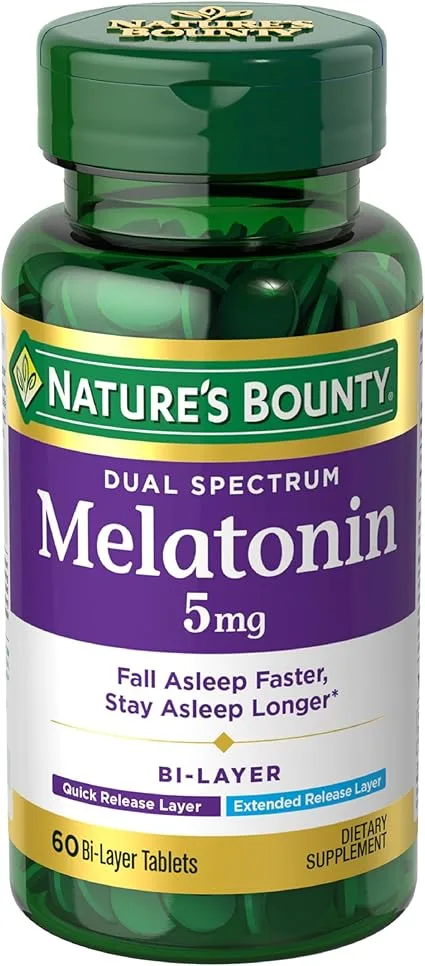 NATURE'S
BOUNTY
NATURE'S BOUNTY®
DUAL SPECTRUM
Melatonin
5mg
Fall Asleep Faster,
Stay Asleep Longer*
BI-LAYER
Quick Release Layer Extended Release Layer
60 Bi-Layer Tablets
DIETARY
SUPPLEMENT